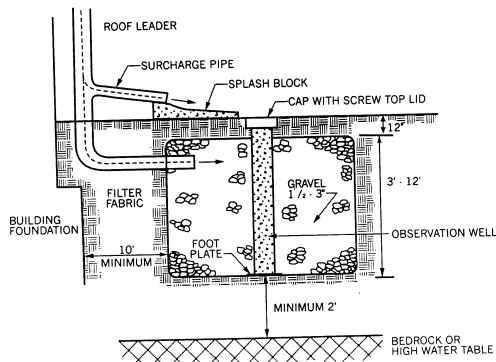 ROOF LEADER
SURCHARGE PIPE
SPLASH BLOCK
CAP WITH SCREW TOP LID
12"
FILTER
FABRIC
GRAVEL
1 1/2 - 3"
3' - 12'
BUILDING
FOUNDATION
OBSERVATION WELL
10'
MINIMUM
FOOT
PLATE
MINIMUM 2'
BEDROCK OR
HIGH WATER TABLE